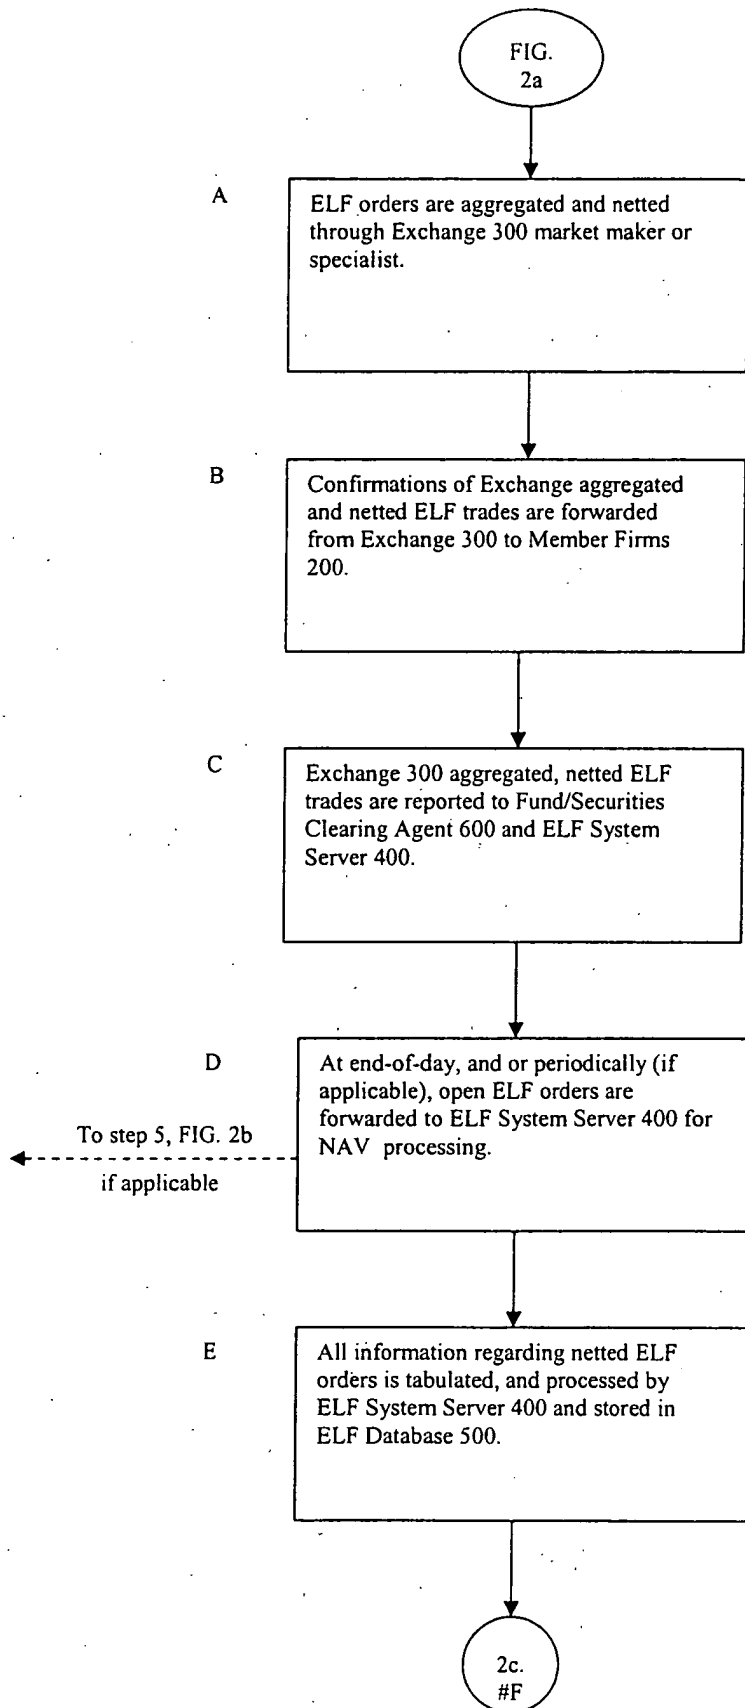 FIG.
2a
A
ELF orders are aggregated and netted
through Exchange 300 market maker or
specialist.
B
Confirmations of Exchange aggregated
and netted ELF trades are forwarded
from Exchange 300 to Member Firms
200.
C
Exchange 300 aggregated, netted ELF
trades are reported to Fund/Securities
Clearing Agent 600 and ELF System
Server 400.
D
At end-of-day, and or periodically (if
applicable), open ELF orders are
forwarded to ELF System Server 400 for
NAV processing.
To step 5, FIG. 2b
if applicable
E
All information regarding netted ELF
orders is tabulated, and processed by
ELF System Server 400 and stored in
ELF Database 500.
2c.
#F